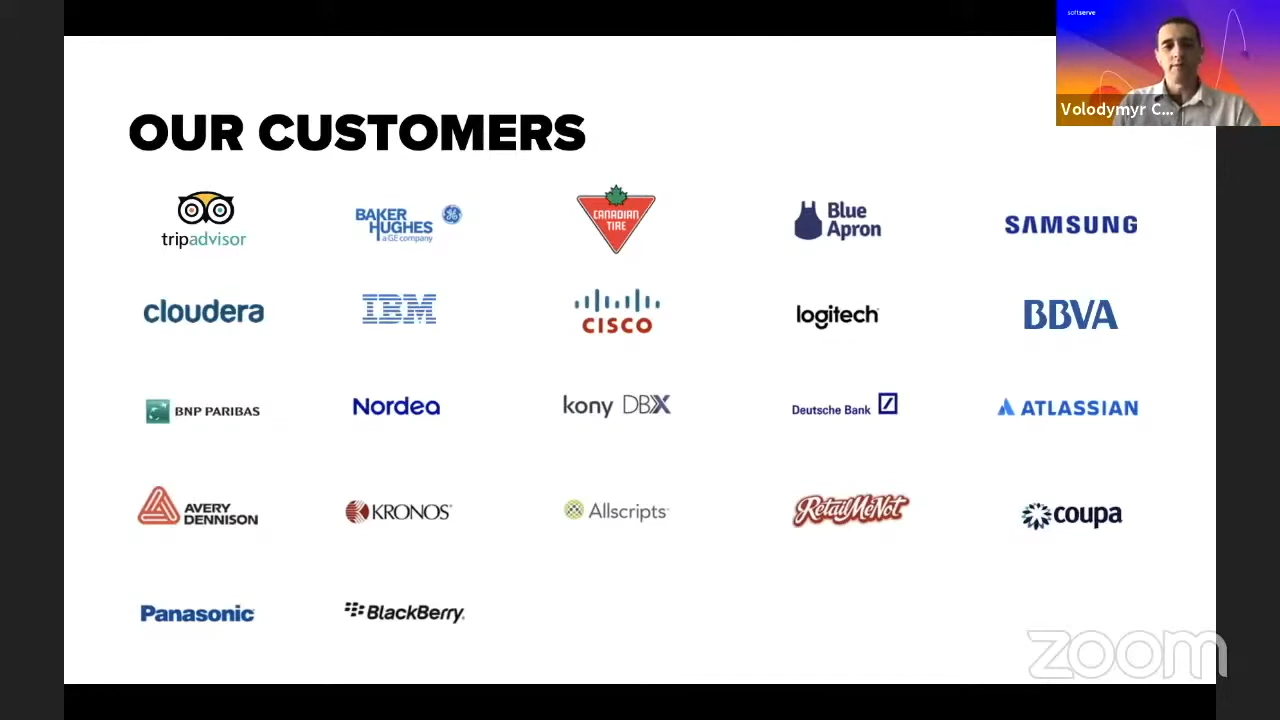 softserve
Volodymyr C...
OUR CUSTOMERS
tripadvisor
BAKER HUGHES
a GE company
CANADIAN
TIRE
Blue
Apron
SAMSUNG
cloudera
IBM
CISCO
logitech
BBVA
BNP PARIBAS
Nordea
kony DBX
Deutsche Bank
ATLASSIAN
AVERY
DENNISON
KRONOS
Allscripts
RetailMeNot
coupa
Panasonic
BlackBerry
zoom